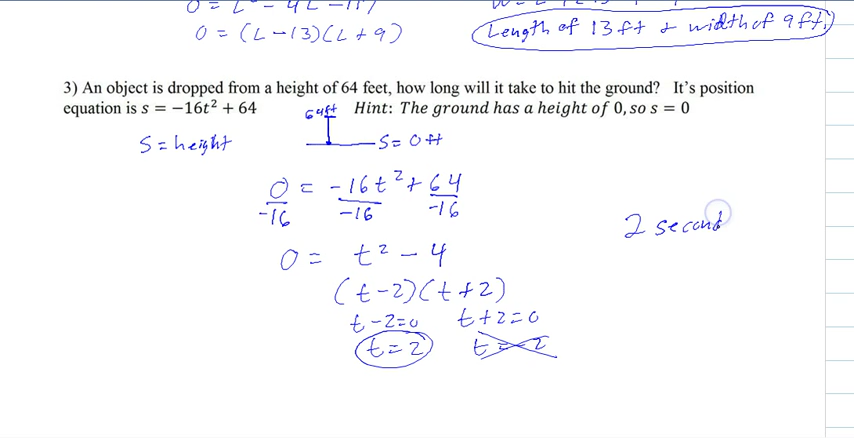 0 = (L-13)(L+9)
Length of 13 ft & width of 9 ft.
3) An object is dropped from a height of 64 feet, how long will it take to hit the ground? It's position
equation is s = −16t² + 64
64ft
Hint: The ground has a height of 0, so s = 0
S = height
S = 0 ft
0 = -16t² + 64
-16 -16 -16
0 = t² - 4
2 second
(t-2)(t+2)
t-2=0 t+2=0
t=2 t=-2